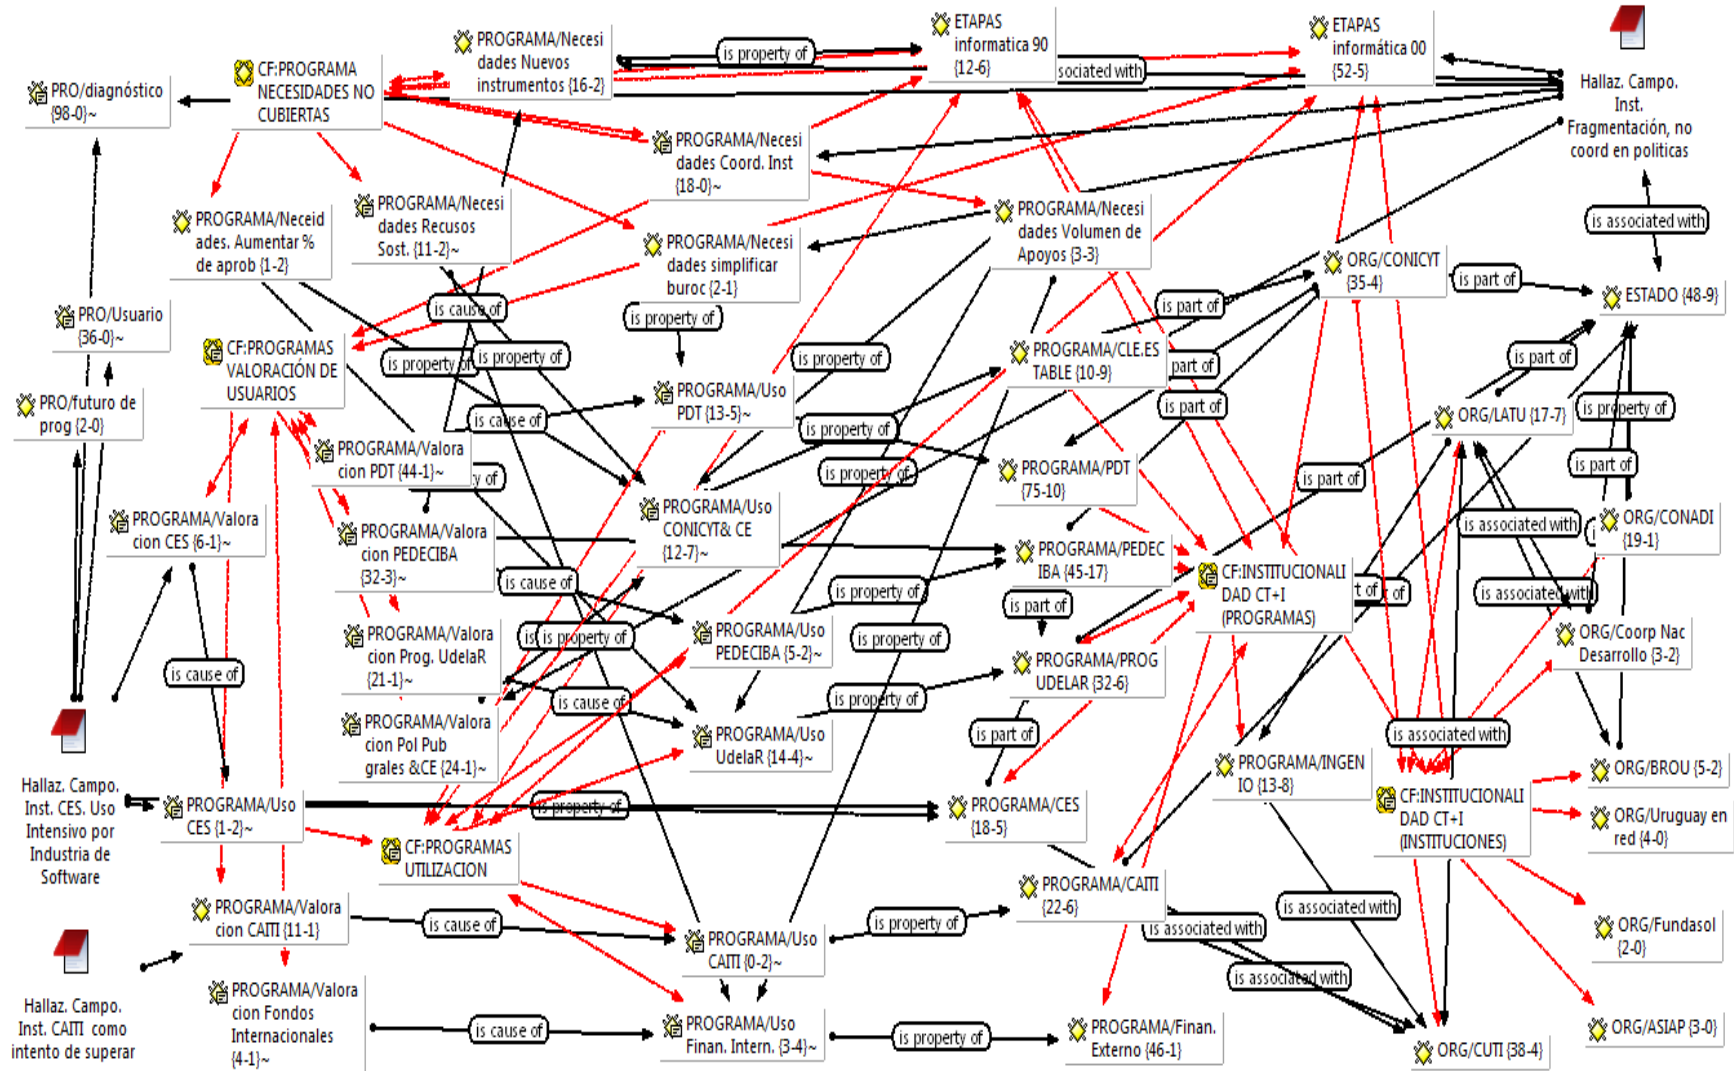 PRO/diagnóstico
{98-0}~
CF:PROGRAMA
NECESIDADES NO
CUBIERTAS
PROGRAMA/Necesi
dades Nuevos
instrumentos {16-2}
is property of
ETAPAS
informatica 90
{12-6}
sociated with
ETAPAS
informática 00
{52-5}
Hallaz. Campo.
Inst.
Fragmentación, no
coord en politicas
PROGRAMA/Necesi
dades Coord. Inst
{18-0}~
PROGRAMA/Neceid
ades. Aumentar %
de aprob {1-2}
PROGRAMA/Necesi
dades Recusos
Sost. {11-2}~
PROGRAMA/Necesi
dades simplificar
buroc {2-1}
PROGRAMA/Necesi
dades Volumen de
Apoyos {3-3}
is associated with
ORG/CONICYT
{35-4}
is part of
ESTADO {48-9}
PRO/Usuario
{36-0}~
is cause of
is property of
is part of
CF:PROGRAMAS
VALORACIÓN DE
USUARIOS
is property of
is property of
is property of
PROGRAMA/CLE.ES
TABLE {10-9}
part of
is part of
PRO/futuro de
prog {2-0}
PROGRAMA/Uso
PDT {13-5}~
is part of
is property of
ORG/LATU {17-7}
is cause of
is property of
PROGRAMA/Valora
cion PDT {44-1}~
y of
is property of
PROGRAMA/PDT
{75-10}
is part of
is part of
PROGRAMA/Valora
cion CES {6-1}~
PROGRAMA/Valora
cion PEDECIBA
{32-3}~
PROGRAMA/Uso
CONICYT& CE
{12-7}~
PROGRAMA/PEDEC
IBA {45-17}
is associated with
ORG/CONADI
{19-1}
is cause of
is part of
CF:INSTITUCIONALI
DAD CT+I
(PROGRAMAS)
t of
of
is associated with
is property of
PROGRAMA/Valora
cion Prog. UdelaR
{21-1}~
is
is property of
PROGRAMA/Uso
PEDECIBA {5-2}~
is property of
PROGRAMA/PROG
UDELAR {32-6}
ORG/Coorp Nac
Desarrollo {3-2}
is cause of
is cause of
is property of
PROGRAMA/Valora
cion Pol Pub
grales &CE {24-1}~
PROGRAMA/Uso
UdelaR {14-4}~
is part of
is associated with
PROGRAMA/INGEN
IO {13-8}
ORG/BROU {5-2}
Hallaz. Campo.
Inst. CES. Uso
Intensivo por
Industria de
Software
PROGRAMA/Uso
CES {1-2}~
is property of
PROGRAMA/CES
{18-5}
CF:INSTITUCIONALI
DAD CT+I
(INSTITUCIONES)
ORG/Uruguay en
red {4-0}
CF:PROGRAMAS
UTILIZACION
PROGRAMA/CAITI
{22-6}
PROGRAMA/Valora
cion CAITI {11-1}
is cause of
is property of
is associated with
is associated with
ORG/Fundasol
{2-0}
PROGRAMA/Uso
CAITI {0-2}~
is associated with
Hallaz. Campo.
Inst. CAITI como
intento de superar
PROGRAMA/Valora
cion Fondos
Internacionales
{4-1}~
is cause of
PROGRAMA/Uso
Finan. Intern. {3-4}~
is property of
PROGRAMA/Finan.
Externo {46-1}
ORG/CUTI {38-4}
ORG/ASIAP {3-0}